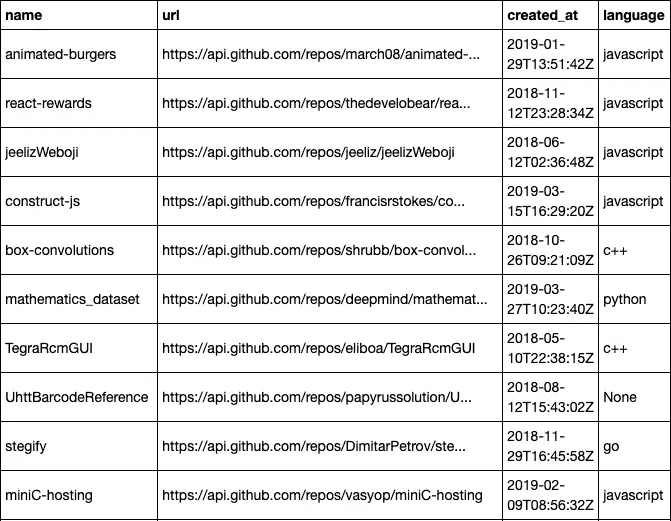 name url created_at language
animated-burgers https://api.github.com/repos/march08/animated-... 2019-01-
29T13:51:42Z javascript
react-rewards https://api.github.com/repos/thedevelobear/rea... 2018-11-
12T23:28:34Z javascript
jeelizWeboji https://api.github.com/repos/jeeliz/jeelizWeboji 2018-06-
12T02:36:48Z javascript
construct-js https://api.github.com/repos/francisrstokes/co... 2019-03-
15T16:29:20Z javascript
box-convolutions https://api.github.com/repos/shrubb/box-convol... 2018-10-
26T09:21:09Z c++
mathematics_dataset https://api.github.com/repos/deepmind/mathemat... 2019-03-
27T10:23:40Z python
TegraRcmGUI https://api.github.com/repos/eliboa/TegraRcmGUI 2018-05-
10T22:38:15Z c++
UhttBarcodeReference https://api.github.com/repos/papyrussolution/U... 2018-08-
12T15:43:02Z None
stegify https://api.github.com/repos/DimitarPetrov/ste... 2018-11-
29T16:45:58Z go
miniC-hosting https://api.github.com/repos/vasyop/miniC-hosting 2019-02-
09T08:56:32Z javascript